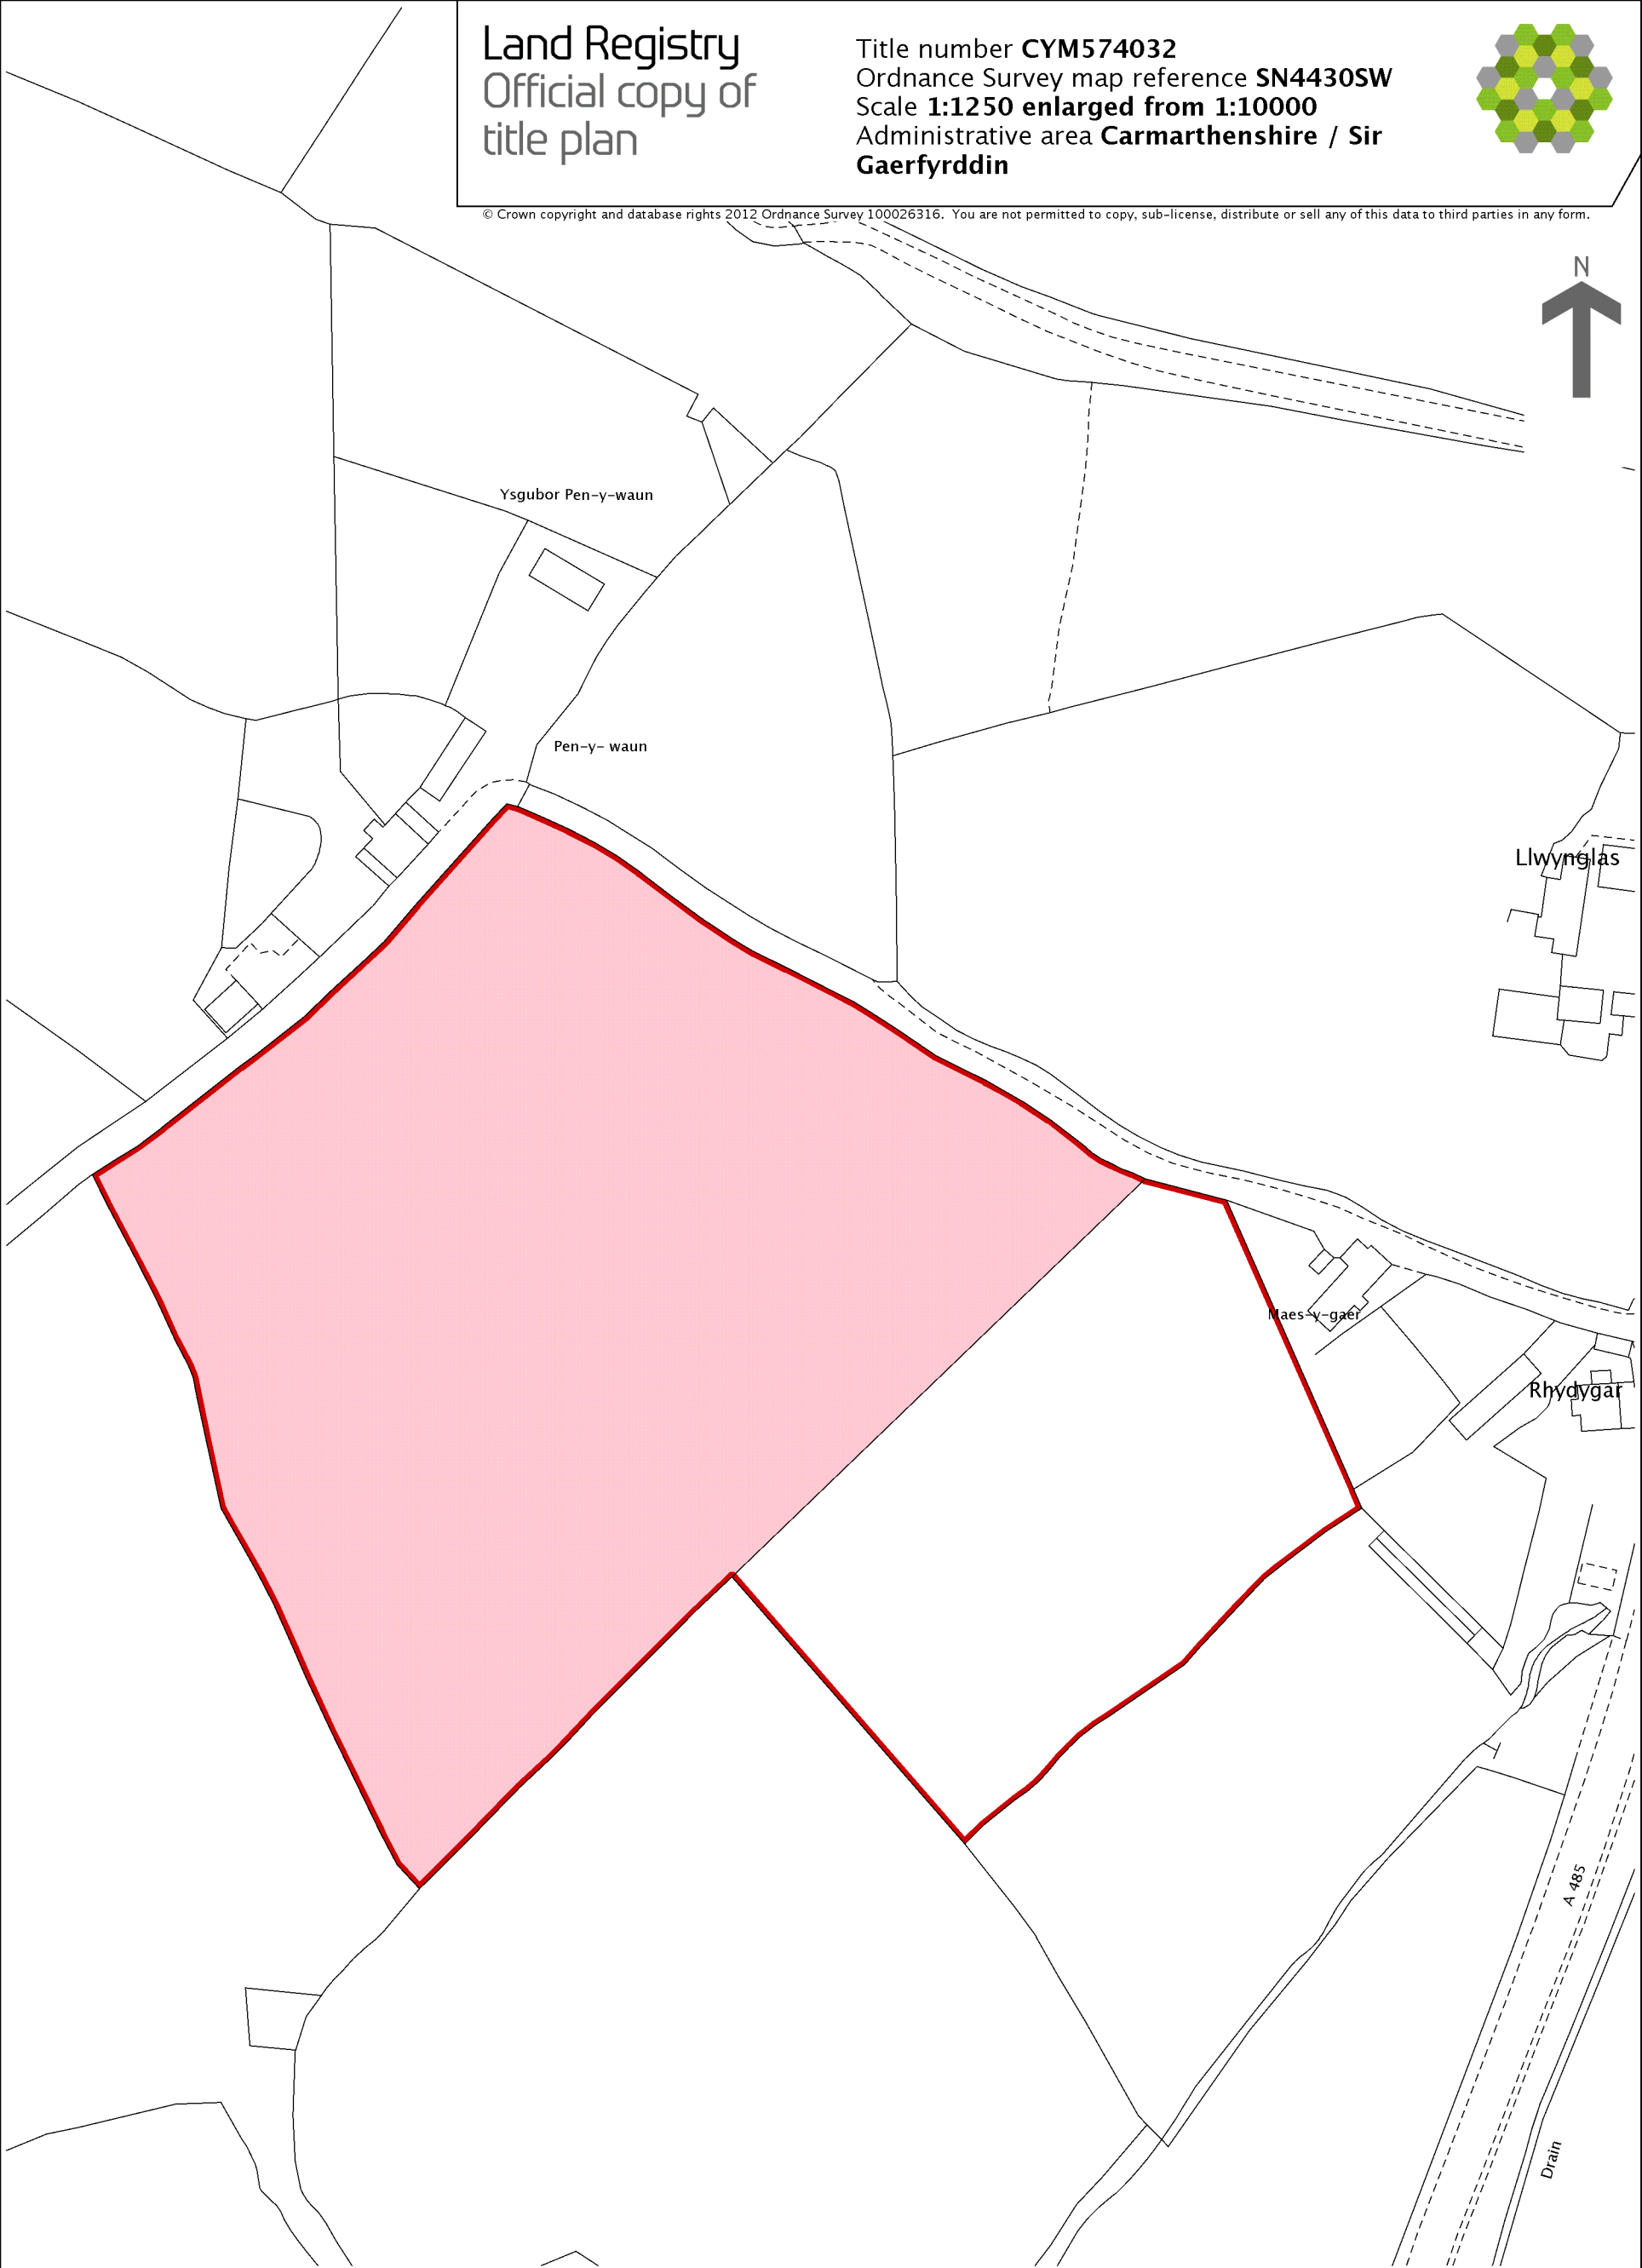 Land Registry
Official copy of
title plan
Title number CYM574032
Ordnance Survey map reference SN4430SW
Scale 1:1250 enlarged from 1:10000
Administrative area Carmarthenshire / Sir
Gaerfyrddin
© Crown copyright and database rights 2012 Ordnance Survey 100026316. You are not permitted to copy, sub-license, distribute or sell any of this data to third parties in any form.
N
Ysgubor Pen-y-waun
Pen-y- waun
Llwynglas
Maes-y-gaer
Rhydygar
A 485
Drain